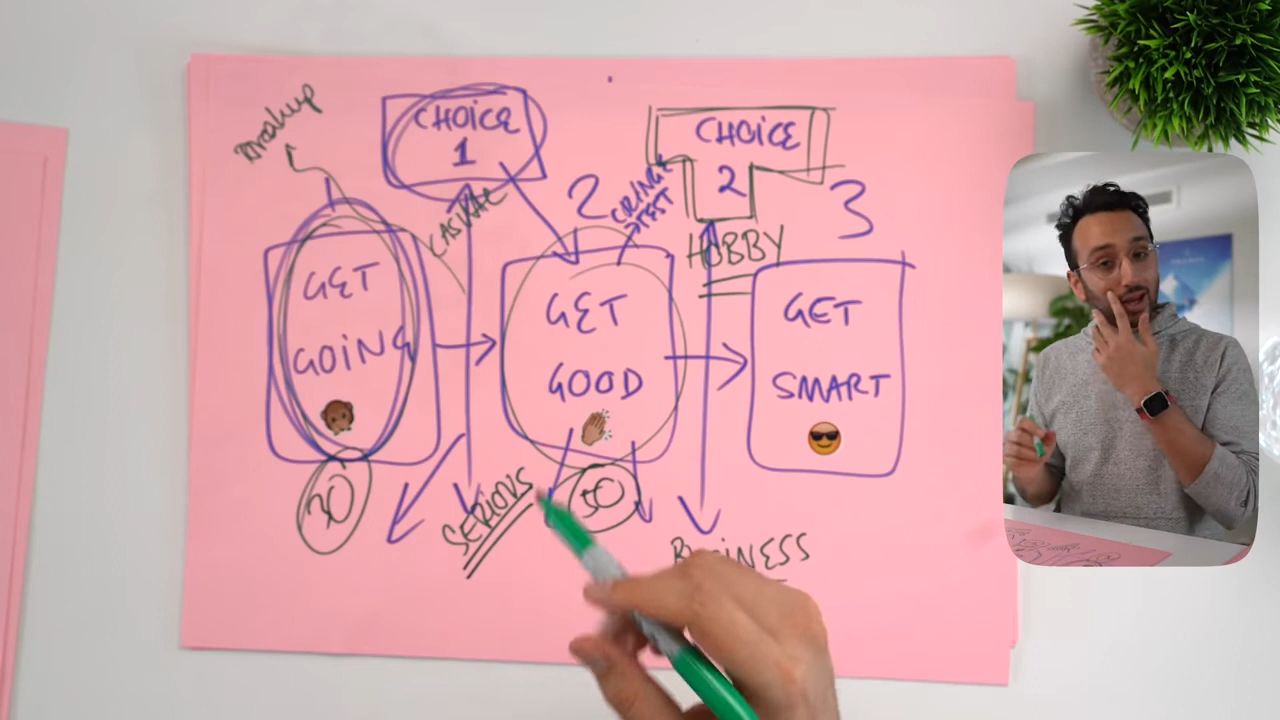 Breakup
CHOICE
1
CHOICE
2
CASUAL
2
CRINGE
TEST
3
HOBBY
GET
GOING
GET
GOOD
GET
SMART
30
SERIOUS
50
BUSINESS